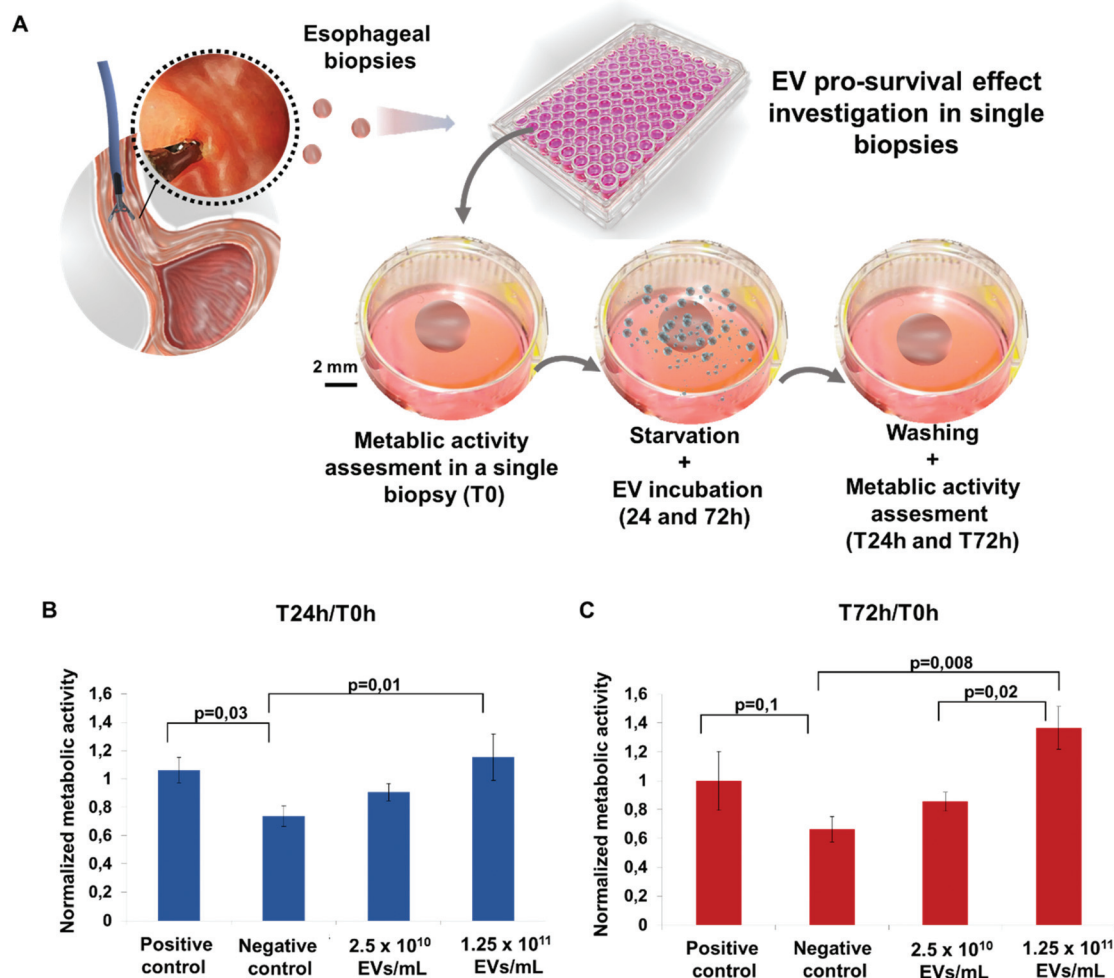 A
Esophageal
biopsies
EV pro-survival effect
investigation in single
biopsies
2 mm
Metablic activity
assesment in a single
biopsy (T0)
Starvation
+
EV incubation
(24 and 72h)
Washing
+
Metablic activity
assesment
(T24h and T72h)
B
T24h/T0h
Normalized metabolic activity
1,6
1,4
1,2
1
0,8
0,6
0,4
0,2
0
p=0,03
p=0,01
Positive
control
Negative
control
2.5 x 10¹⁰
EVs/mL
1.25 x 10¹¹
EVs/mL
C
T72h/T0h
Normalized metabolic activity
1,6
1,4
1,2
1
0,8
0,6
0,4
0,2
0
p=0,1
p=0,008
p=0,02
Positive
control
Negative
control
2.5 x 10¹⁰
EVs/mL
1.25 x 10¹¹
EVs/mL